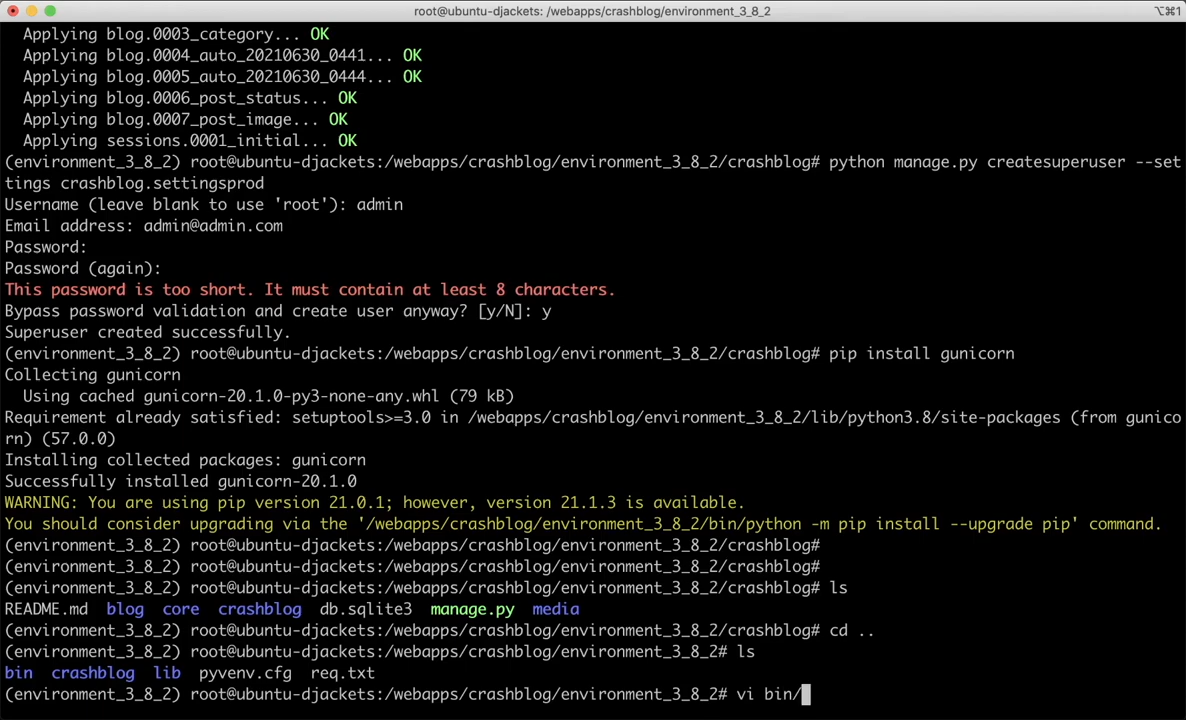 root@ubuntu-djackets: /webapps/crashblog/environment_3_8_2
⌥⌘1
Applying blog.0003_category... OK
Applying blog.0004_auto_20210630_0441... OK
Applying blog.0005_auto_20210630_0444... OK
Applying blog.0006_post_status... OK
Applying blog.0007_post_image... OK
Applying sessions.0001_initial... OK
(environment_3_8_2) root@ubuntu-djackets:/webapps/crashblog/environment_3_8_2/crashblog# python manage.py createsuperuser --set
tings crashblog.settingsprod
Username (leave blank to use 'root'): admin
Email address: admin@admin.com
Password:
Password (again):
This password is too short. It must contain at least 8 characters.
Bypass password validation and create user anyway? [y/N]: y
Superuser created successfully.
(environment_3_8_2) root@ubuntu-djackets:/webapps/crashblog/environment_3_8_2/crashblog# pip install gunicorn
Collecting gunicorn
Using cached gunicorn-20.1.0-py3-none-any.whl (79 kB)
Requirement already satisfied: setuptools>=3.0 in /webapps/crashblog/environment_3_8_2/lib/python3.8/site-packages (from gunico
rn) (57.0.0)
Installing collected packages: gunicorn
Successfully installed gunicorn-20.1.0
WARNING: You are using pip version 21.0.1; however, version 21.1.3 is available.
You should consider upgrading via the '/webapps/crashblog/environment_3_8_2/bin/python -m pip install --upgrade pip' command.
(environment_3_8_2) root@ubuntu-djackets:/webapps/crashblog/environment_3_8_2/crashblog#
(environment_3_8_2) root@ubuntu-djackets:/webapps/crashblog/environment_3_8_2/crashblog#
(environment_3_8_2) root@ubuntu-djackets:/webapps/crashblog/environment_3_8_2/crashblog# ls
README.md blog core crashblog db.sqlite3 manage.py media
(environment_3_8_2) root@ubuntu-djackets:/webapps/crashblog/environment_3_8_2/crashblog# cd ..
(environment_3_8_2) root@ubuntu-djackets:/webapps/crashblog/environment_3_8_2# ls
bin crashblog lib pyvenv.cfg req.txt
(environment_3_8_2) root@ubuntu-djackets:/webapps/crashblog/environment_3_8_2# vi bin/